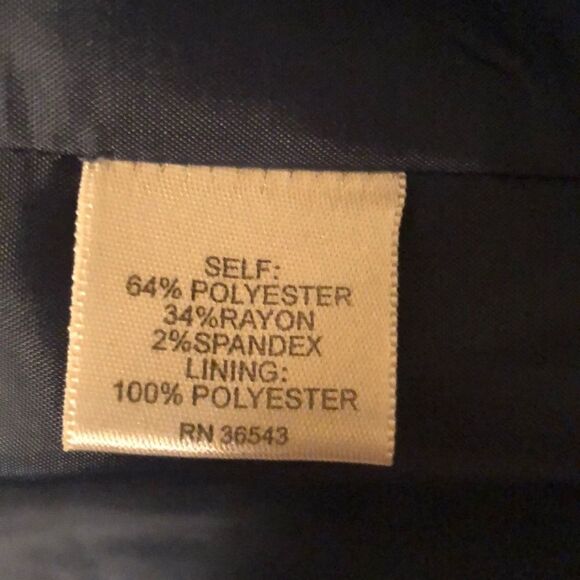 SELF:
64% POLYESTER
34%RAYON
2%SPANDEX
LINING:
100% POLYESTER
RN 36543